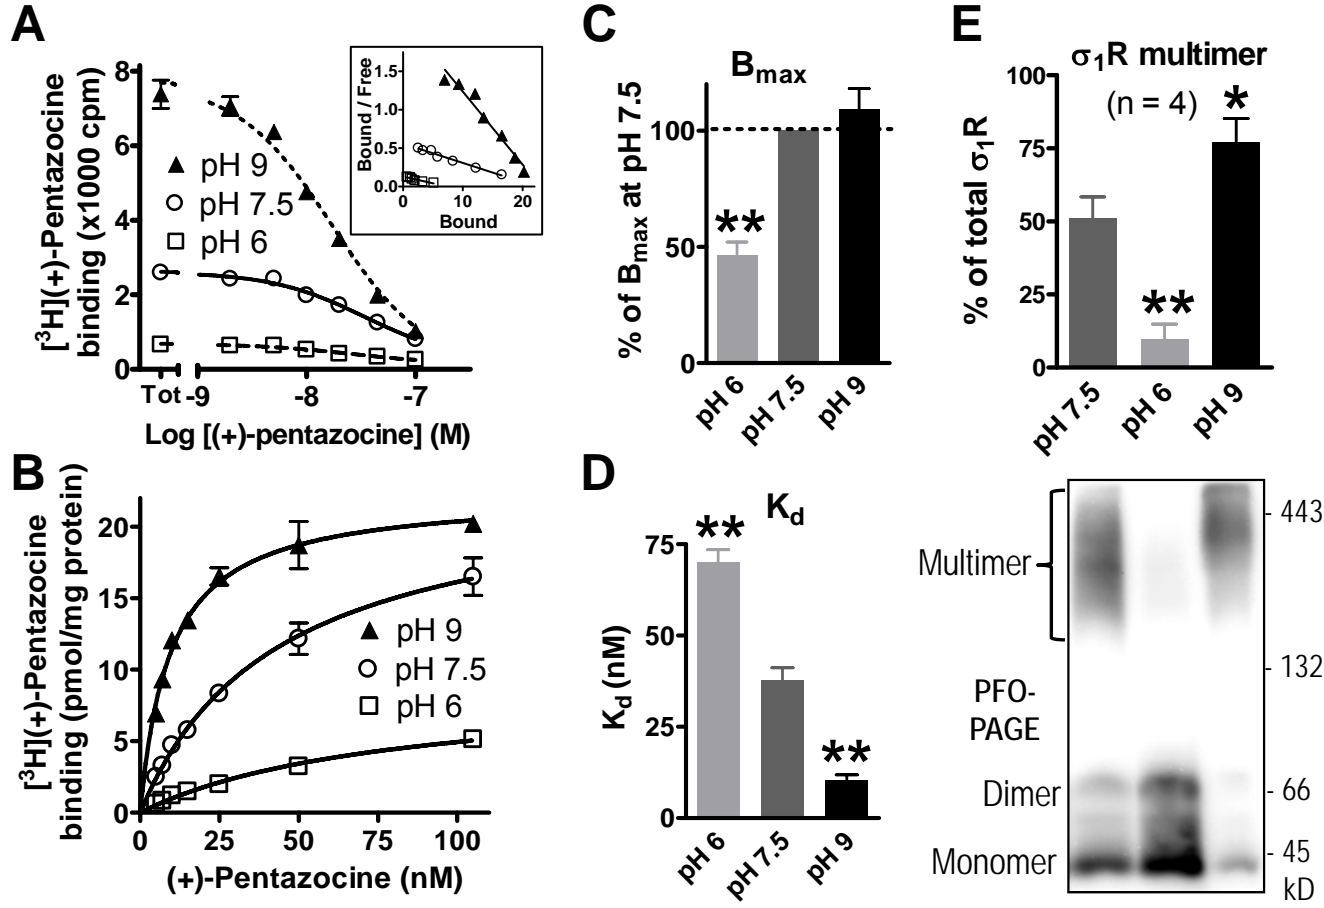 A
[³H](+)-Pentazocine
binding (x1000 cpm)
8
6
4
2
0
pH 9
pH 7.5
pH 6
Tot -9 -8 -7
Log [(+)-pentazocine] (M)
Bound / Free
1.5
1.0
0.5
0.0
0 10 20
Bound
B
[³H](+)-Pentazocine
binding (pmol/mg protein)
20
15
10
5
0
pH 9
pH 7.5
pH 6
0 25 50 75 100
(+)-Pentazocine (nM)
C
Bmax
% of Bmax at pH 7.5
100
50
0
**
pH 6 pH 7.5 pH 9
D
Kd
Kd (nM)
75
50
25
0
**
**
pH 6 pH 7.5 pH 9
E
σ₁R multimer
(n = 4)
% of total σ₁R
100
75
50
25
0
**
*
pH 7.5 pH 6 pH 9
Multimer
PFO-
PAGE
Dimer
Monomer
- 443
- 132
- 66
- 45
kD